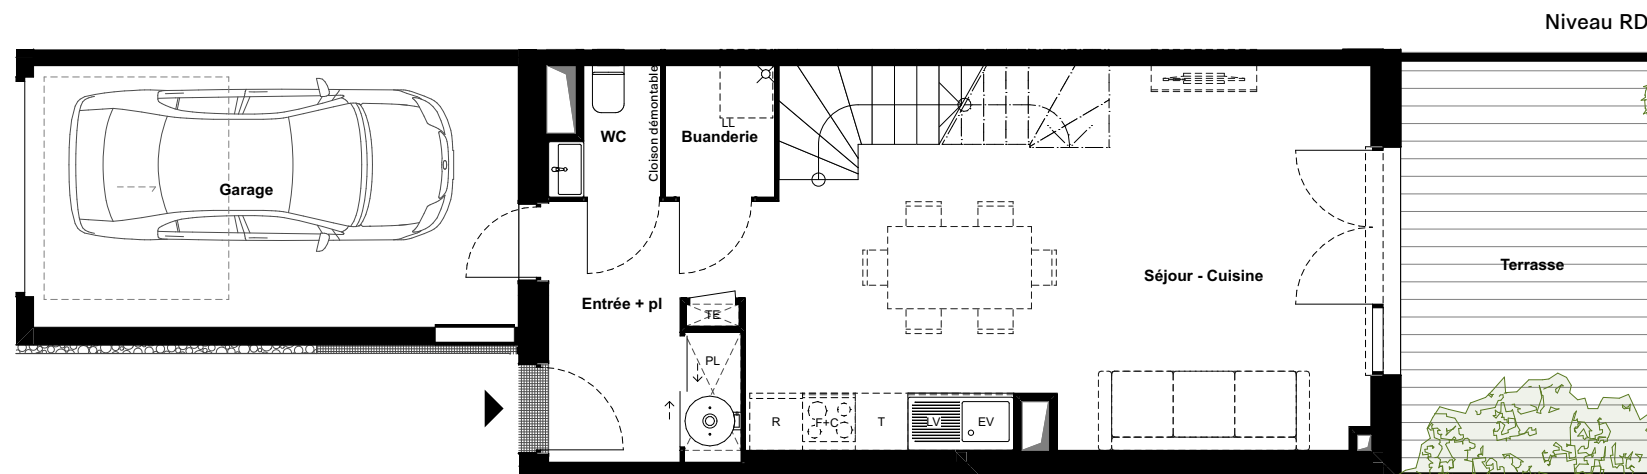 Niveau RD
Cloison démontable
LL
WC
Buanderie
Garage
Terrasse
Séjour - Cuisine
Entrée + pl
TE
PL
R
F+C
T
LV
EV